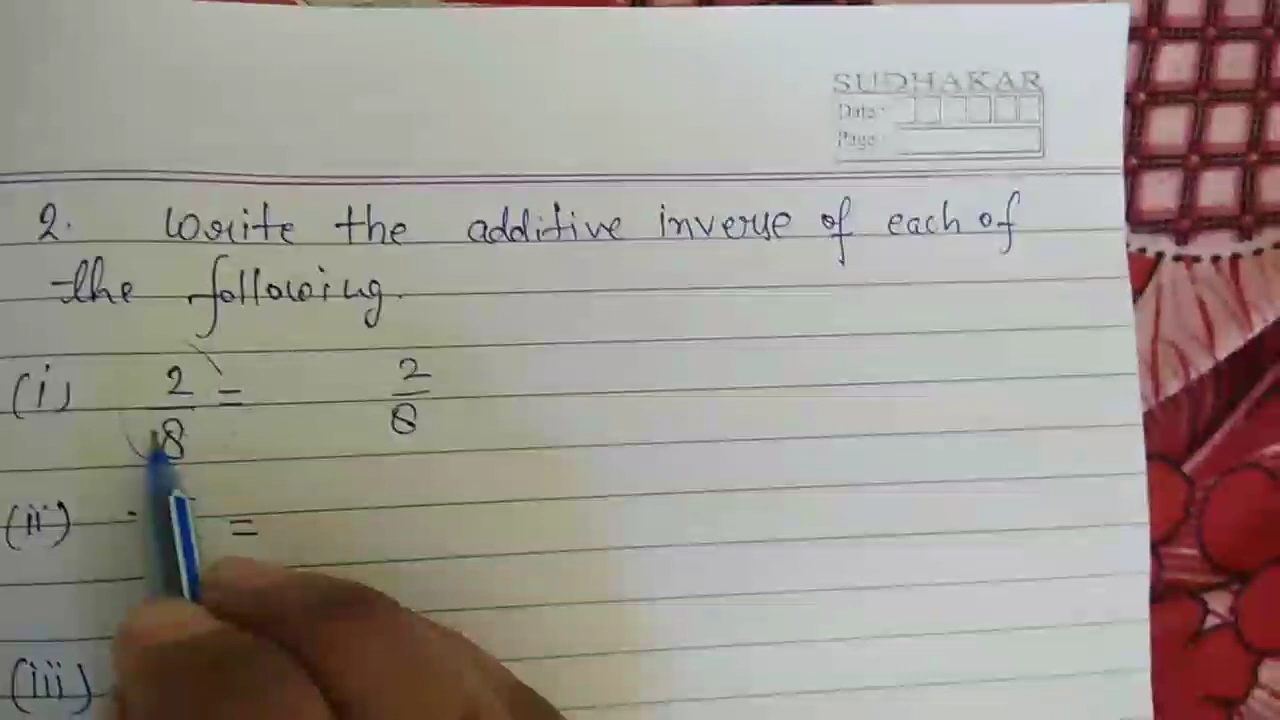 SUDHAKAR
Date:
Page:
2. Write the additive inverse of each of
the following.
(i) 2/8 = 2/8
(ii) - =
(iii)